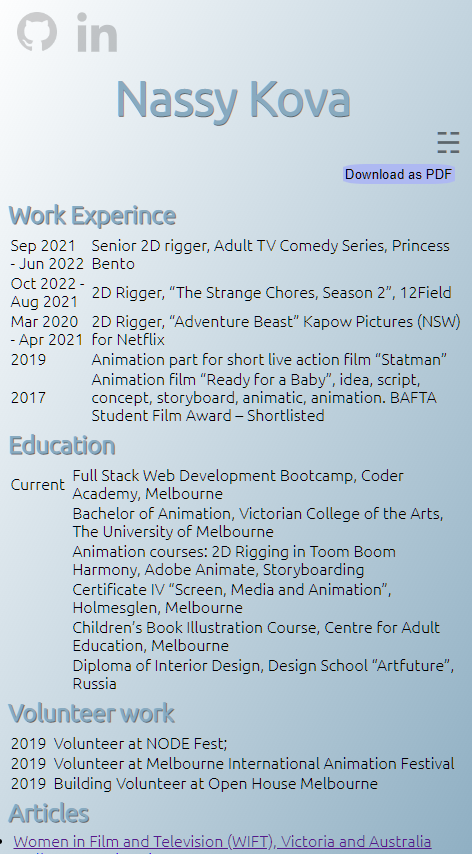 in
Nassy Kova
Download as PDF
Work Experince
Sep 2021 Senior 2D rigger, Adult TV Comedy Series, Princess
- Jun 2022 Bento
Oct 2022 -
Aug 2021 2D Rigger, “The Strange Chores, Season 2”, 12Field
Mar 2020 2D Rigger, “Adventure Beast” Kapow Pictures (NSW)
- Apr 2021 for Netflix
2019 Animation part for short live action film “Statman”
Animation film “Ready for a Baby”, idea, script,
2017 concept, storyboard, animatic, animation. BAFTA
Student Film Award – Shortlisted
Education
Current Full Stack Web Development Bootcamp, Coder
Academy, Melbourne
Bachelor of Animation, Victorian College of the Arts,
The University of Melbourne
Animation courses: 2D Rigging in Toom Boom
Harmony, Adobe Animate, Storyboarding
Certificate IV “Screen, Media and Animation”,
Holmesglen, Melbourne
Children’s Book Illustration Course, Centre for Adult
Education, Melbourne
Diploma of Interior Design, Design School “Artfuture”,
Russia
Volunteer work
2019 Volunteer at NODE Fest;
2019 Volunteer at Melbourne International Animation Festival
2019 Building Volunteer at Open House Melbourne
Articles
Women in Film and Television (WIFT), Victoria and Australia